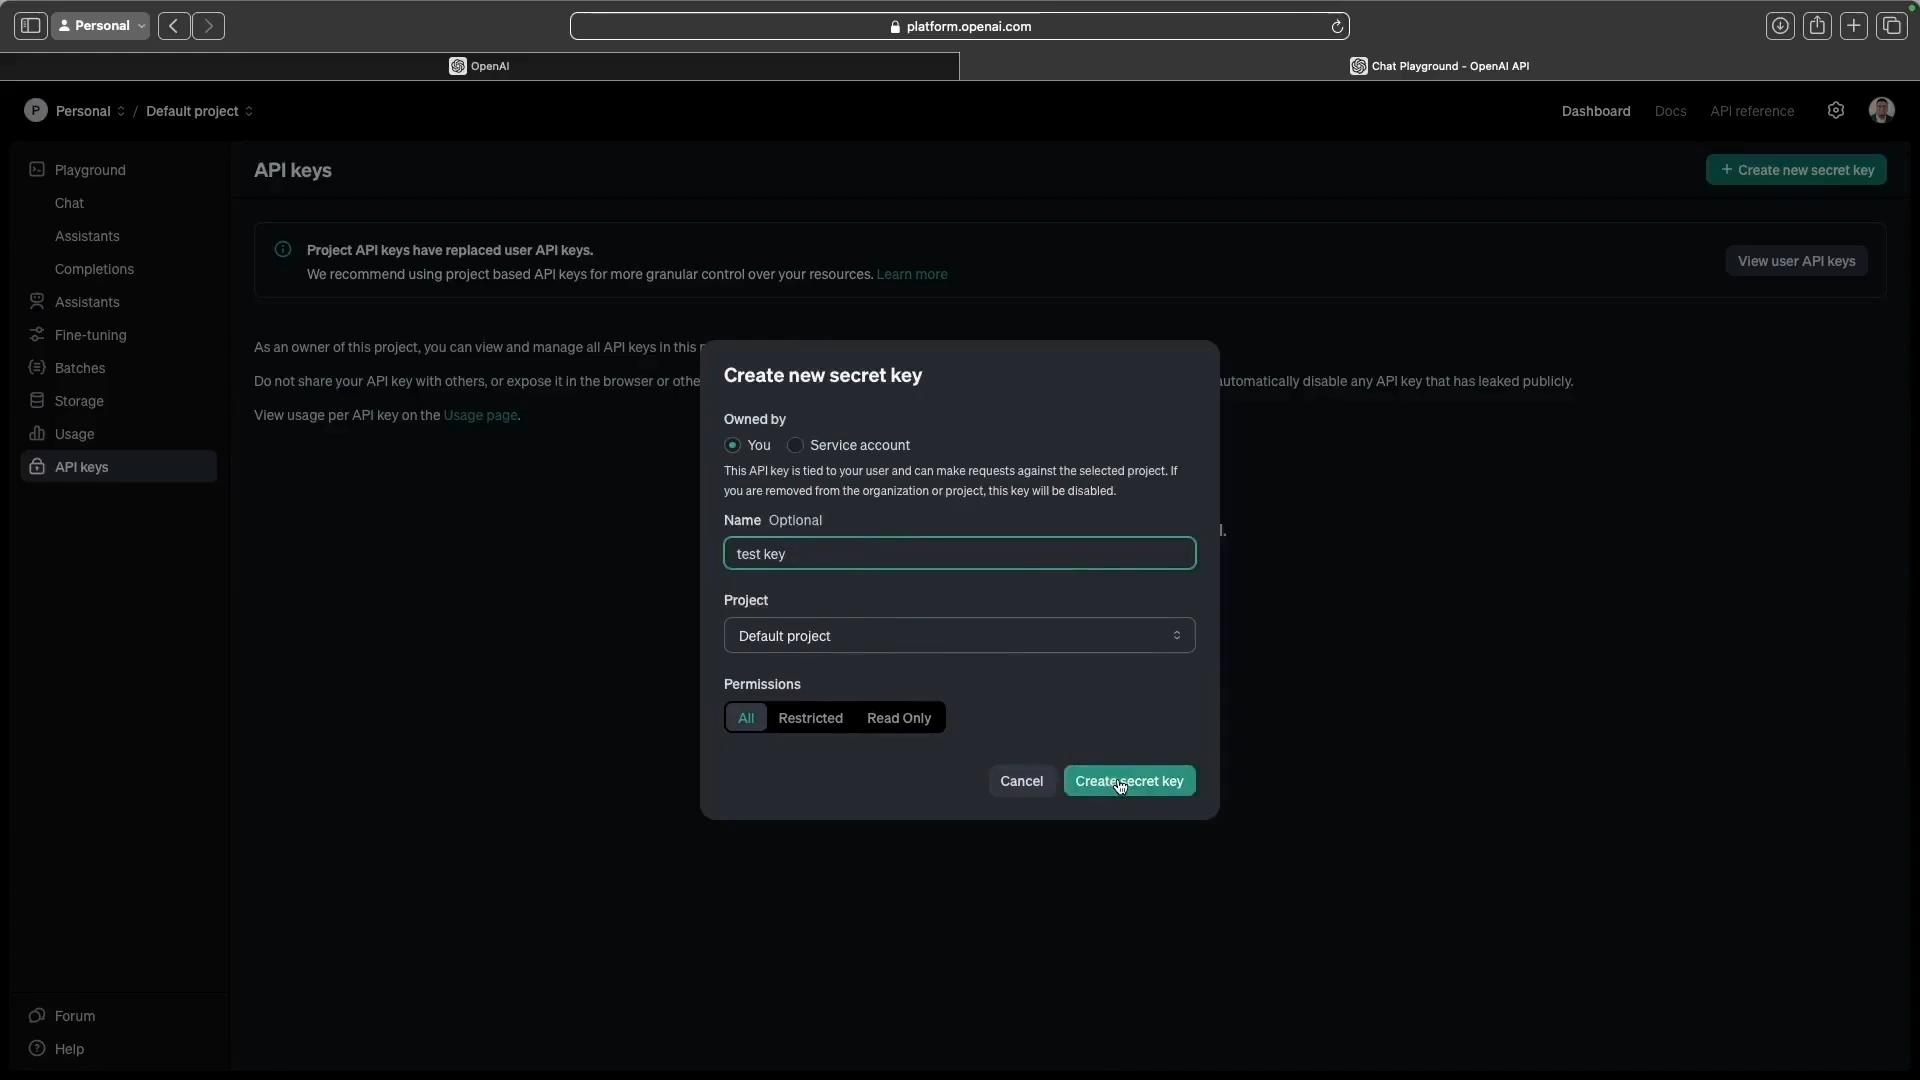 Personal
platform.openai.com
OpenAI
Chat Playground - OpenAI API
P Personal / Default project
Dashboard
Docs
API reference
Playground
Chat
Assistants
Completions
Assistants
Fine-tuning
Batches
Storage
Usage
API keys
Forum
Help
API keys
+ Create new secret key
Project API keys have replaced user API keys.
We recommend using project based API keys for more granular control over your resources. Learn more
View user API keys
As an owner of this project, you can view and manage all API keys in this
Do not share your API key with others, or expose it in the browser or othe
automatically disable any API key that has leaked publicly.
View usage per API key on the Usage page.
Create new secret key
Owned by
You
Service account
This API key is tied to your user and can make requests against the selected project. If
you are removed from the organization or project, this key will be disabled.
Name Optional
test key
Project
Default project
Permissions
All
Restricted
Read Only
Cancel
Create secret key